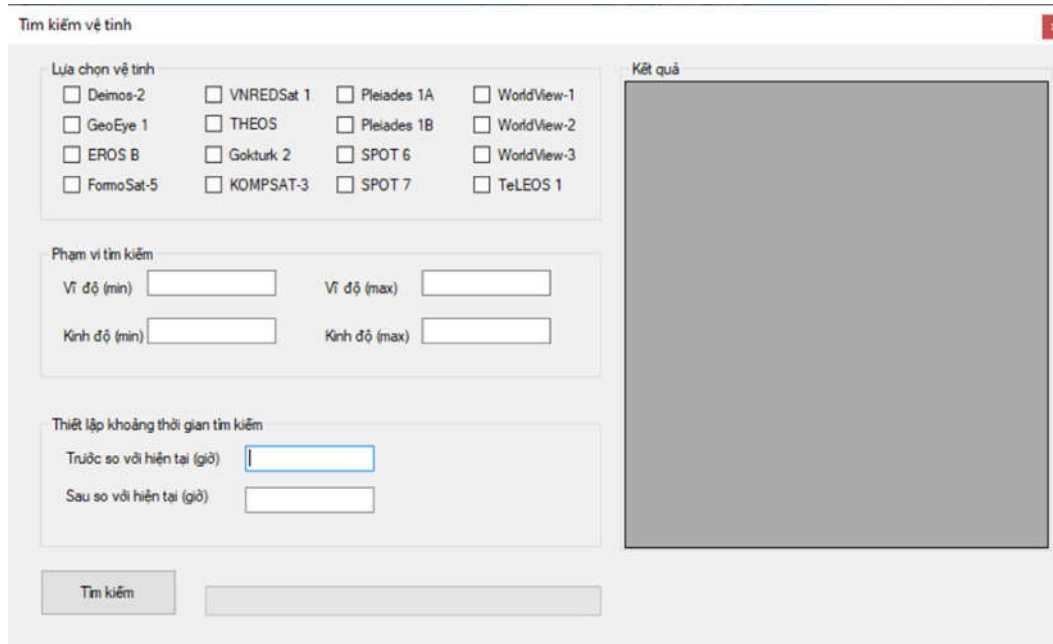 Tìm kiếm vệ tinh
Lựa chọn vệ tinh
Deimos-2 VNREDSat 1 Pleiades 1A WorldView-1
GeoEye 1 THEOS Pleiades 1B WorldView-2
EROS B Gokturk 2 SPOT 6 WorldView-3
FormoSat-5 KOMPSAT-3 SPOT 7 TeLEOS 1
Phạm vi tìm kiếm
Vĩ độ (min) Vĩ độ (max)
Kinh độ (min) Kinh độ (max)
Thiết lập khoảng thời gian tìm kiếm
Trước so với hiện tại (giờ)
Sau so với hiện tại (giờ)
Tìm kiếm
Kết quả